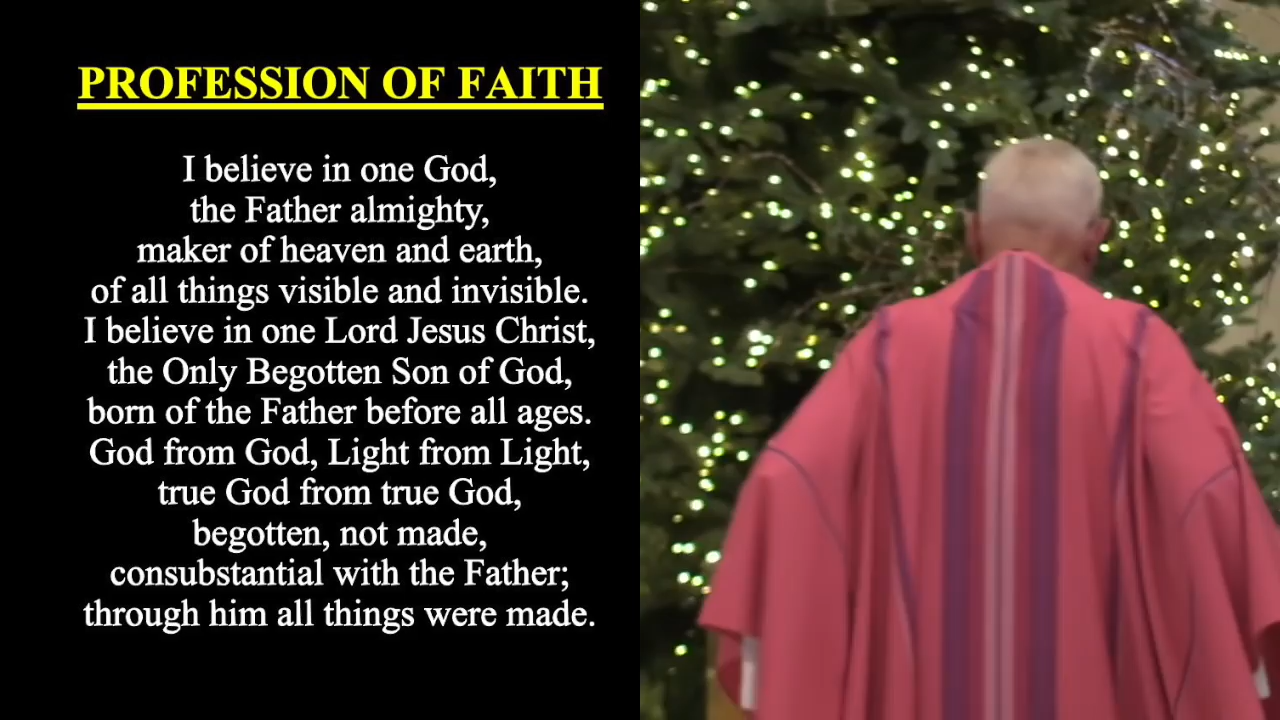 PROFESSION OF FAITH
I believe in one God,
the Father almighty,
maker of heaven and earth,
of all things visible and invisible.
I believe in one Lord Jesus Christ,
the Only Begotten Son of God,
born of the Father before all ages.
God from God, Light from Light,
true God from true God,
begotten, not made,
consubstantial with the Father;
through him all things were made.